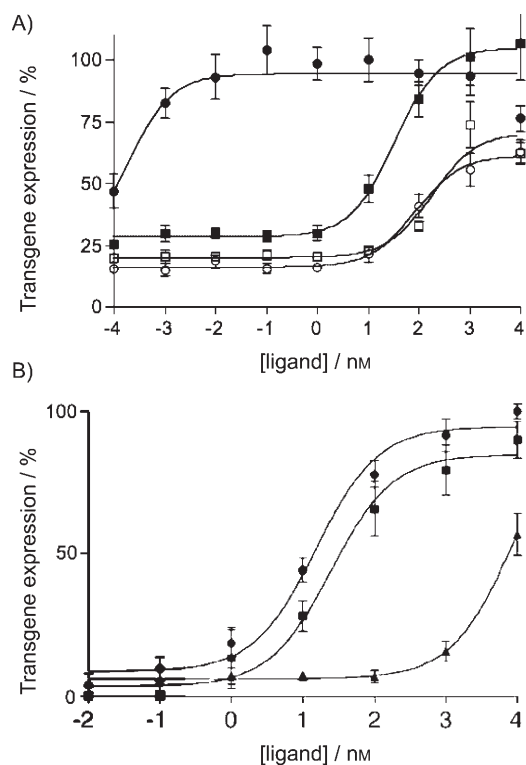 A)
Transgene expression / %
100
75
50
25
0
-4 -3 -2 -1 0 1 2 3 4
[ligand] / nM
B)
Transgene expression / %
100
50
0
-2 -1 0 1 2 3 4
[ligand] / nM